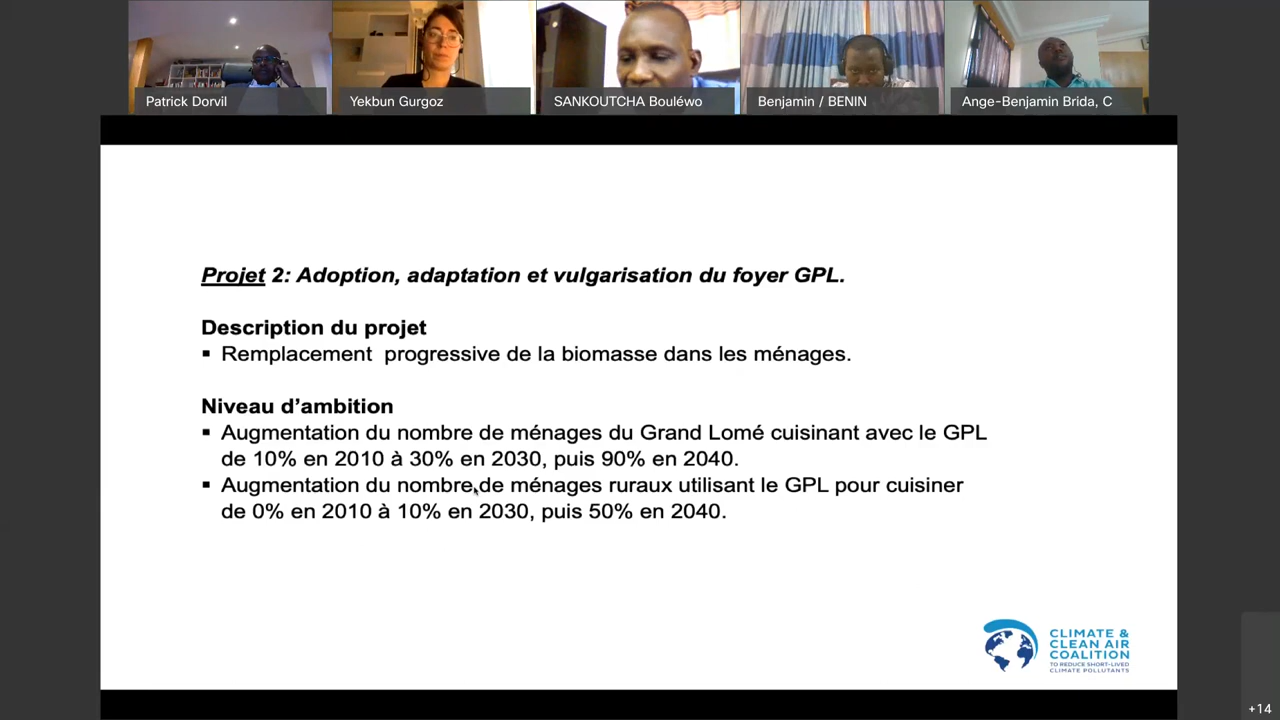 Patrick Dorvil
Yekbun Gurgoz
SANKOUTCHA Bouléwo
Benjamin / BENIN
Ange-Benjamin Brida, C
Projet 2: Adoption, adaptation et vulgarisation du foyer GPL.
Description du projet
▪ Remplacement progressive de la biomasse dans les ménages.
Niveau d’ambition
▪ Augmentation du nombre de ménages du Grand Lomé cuisinant avec le GPL
de 10% en 2010 à 30% en 2030, puis 90% en 2040.
▪ Augmentation du nombre de ménages ruraux utilisant le GPL pour cuisiner
de 0% en 2010 à 10% en 2030, puis 50% en 2040.
CLIMATE &
CLEAN AIR
COALITION
TO REDUCE SHORT-LIVED
CLIMATE POLLUTANTS
+14